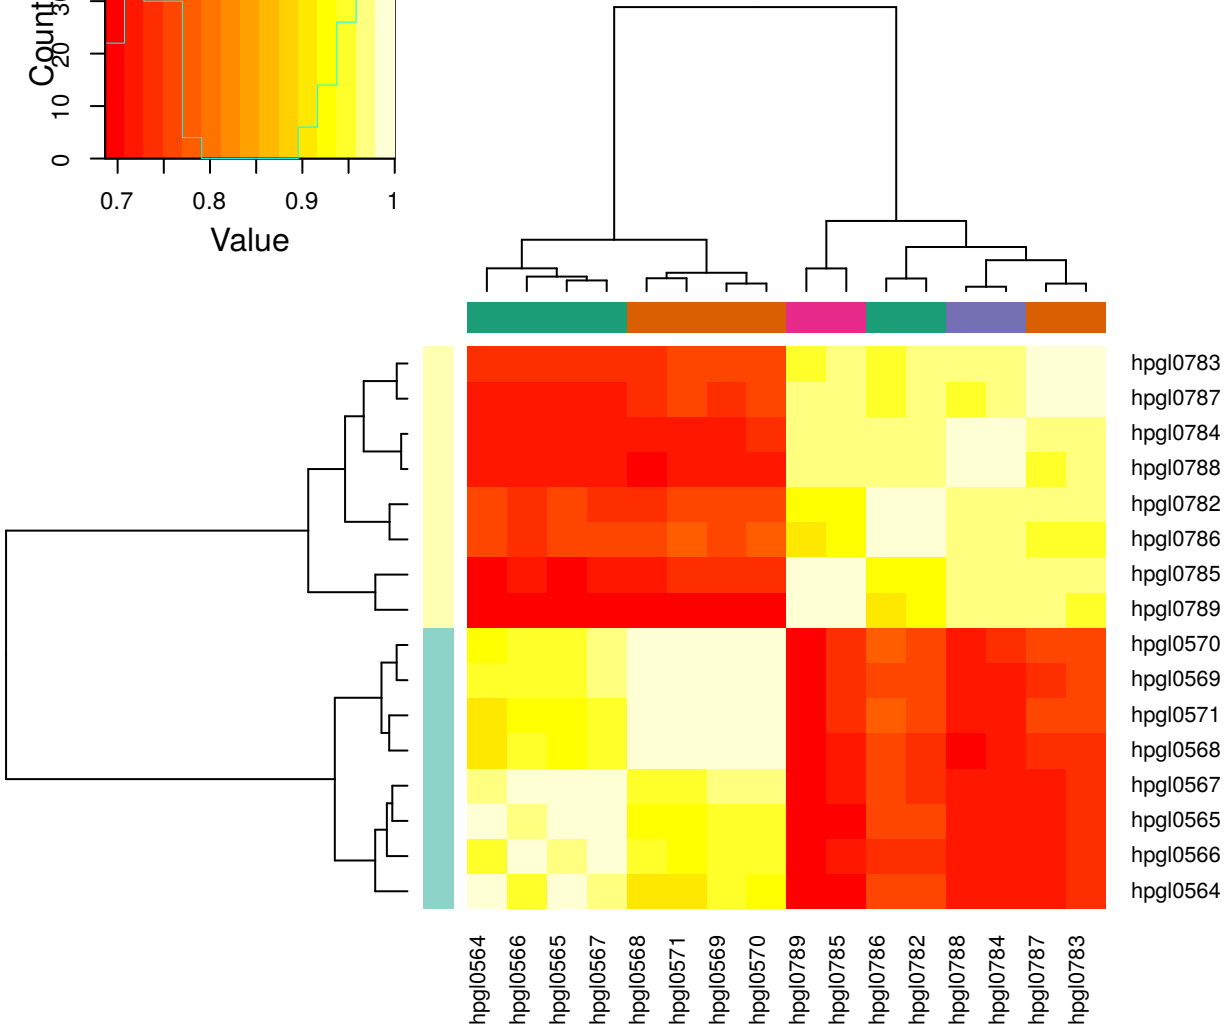 Count
30
20
10
0
0.7 0.8 0.9 1
Value
hpgl0783
hpgl0787
hpgl0784
hpgl0788
hpgl0782
hpgl0786
hpgl0785
hpgl0789
hpgl0570
hpgl0569
hpgl0571
hpgl0568
hpgl0567
hpgl0565
hpgl0566
hpgl0564
hpgl0564
hpgl0566
hpgl0565
hpgl0567
hpgl0568
hpgl0571
hpgl0569
hpgl0570
hpgl0789
hpgl0785
hpgl0786
hpgl0782
hpgl0788
hpgl0784
hpgl0787
hpgl0783